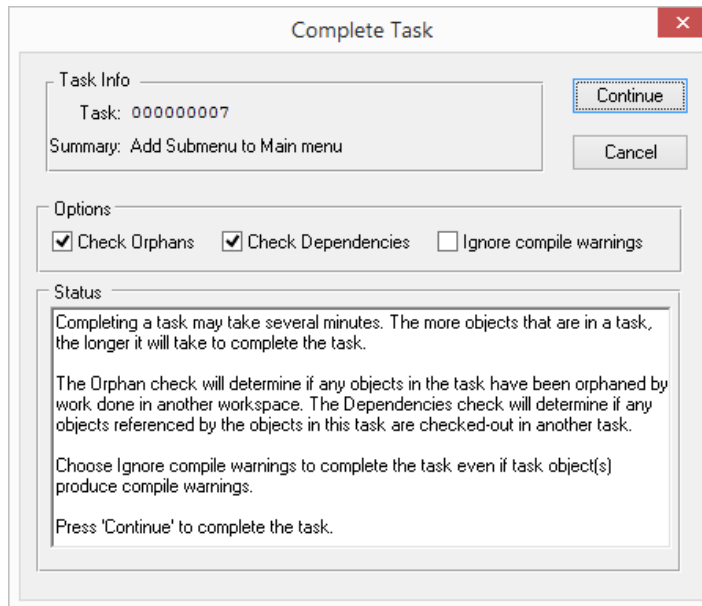 Complete Task
Task Info
Task: 000000007
Summary: Add Submenu to Main menu
Continue
Cancel
Options
Check Orphans Check Dependencies Ignore compile warnings
Status
Completing a task may take several minutes. The more objects that are in a task,
the longer it will take to complete the task.
The Orphan check will determine if any objects in the task have been orphaned by
work done in another workspace. The Dependencies check will determine if any
objects referenced by the objects in this task are checked-out in another task.
Choose Ignore compile warnings to complete the task even if task object(s)
produce compile warnings.
Press 'Continue' to complete the task.